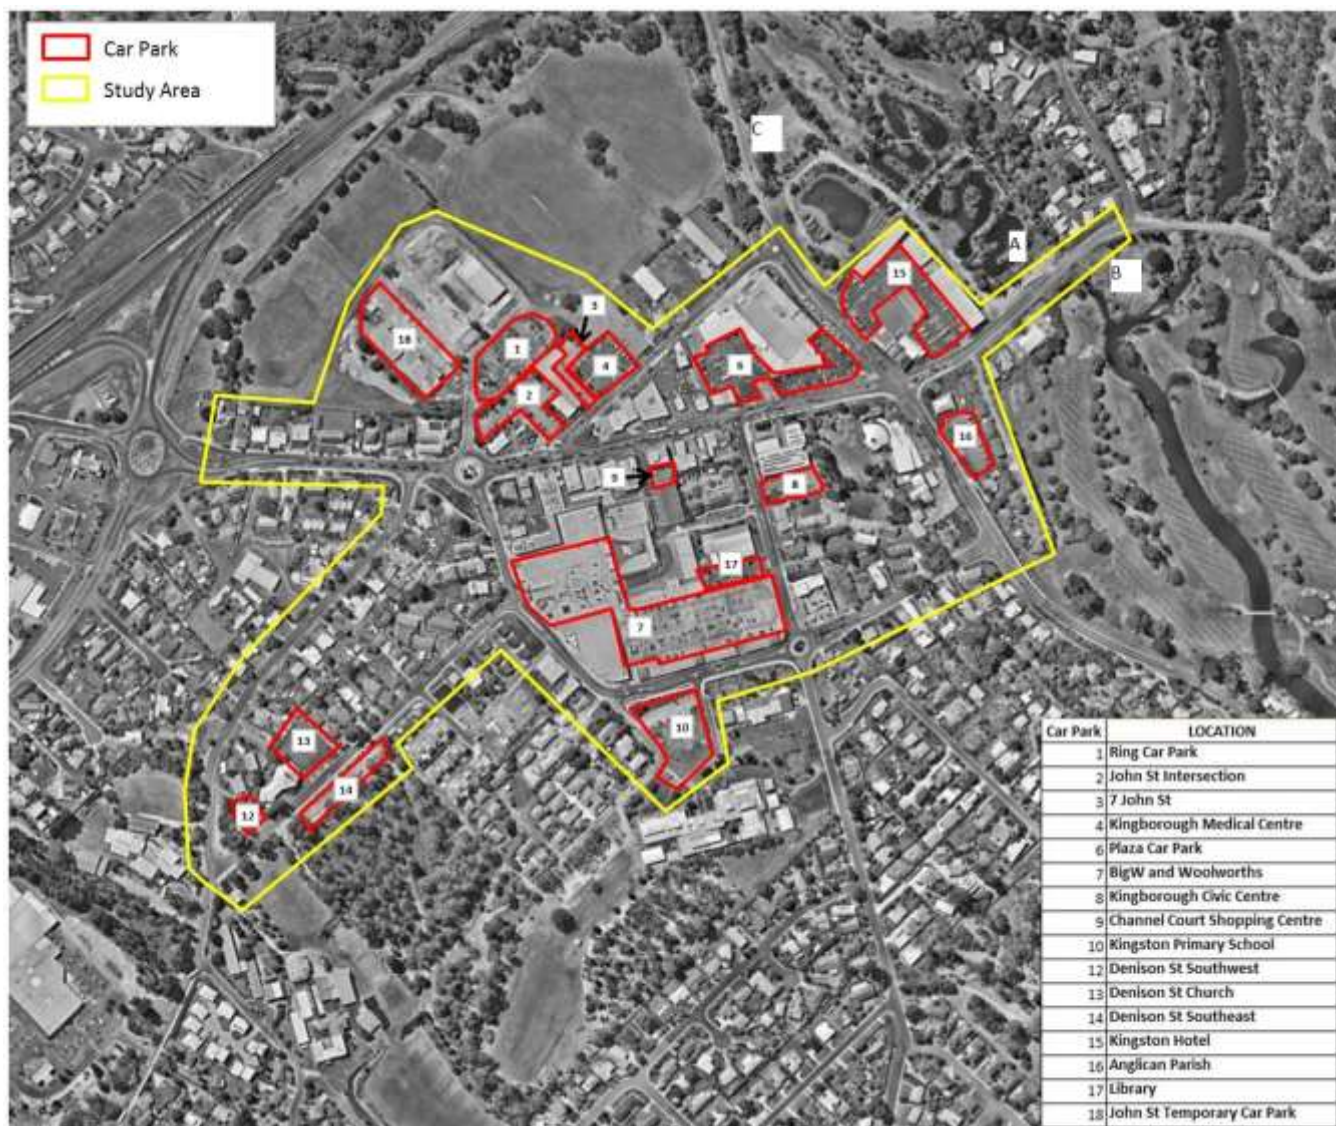 Car Park
Study Area
C
A
B
15
3
1
18
4
6
2
16
9
8
17
7
10
13
14
12
Car Park LOCATION
1 Ring Car Park
2 John St Intersection
3 7 John St
4 Kingborough Medical Centre
6 Plaza Car Park
7 BigW and Woolworths
8 Kingborough Civic Centre
9 Channel Court Shopping Centre
10 Kingston Primary School
12 Denison St Southwest
13 Denison St Church
14 Denison St Southeast
15 Kingston Hotel
16 Anglican Parish
17 Library
18 John St Temporary Car Park